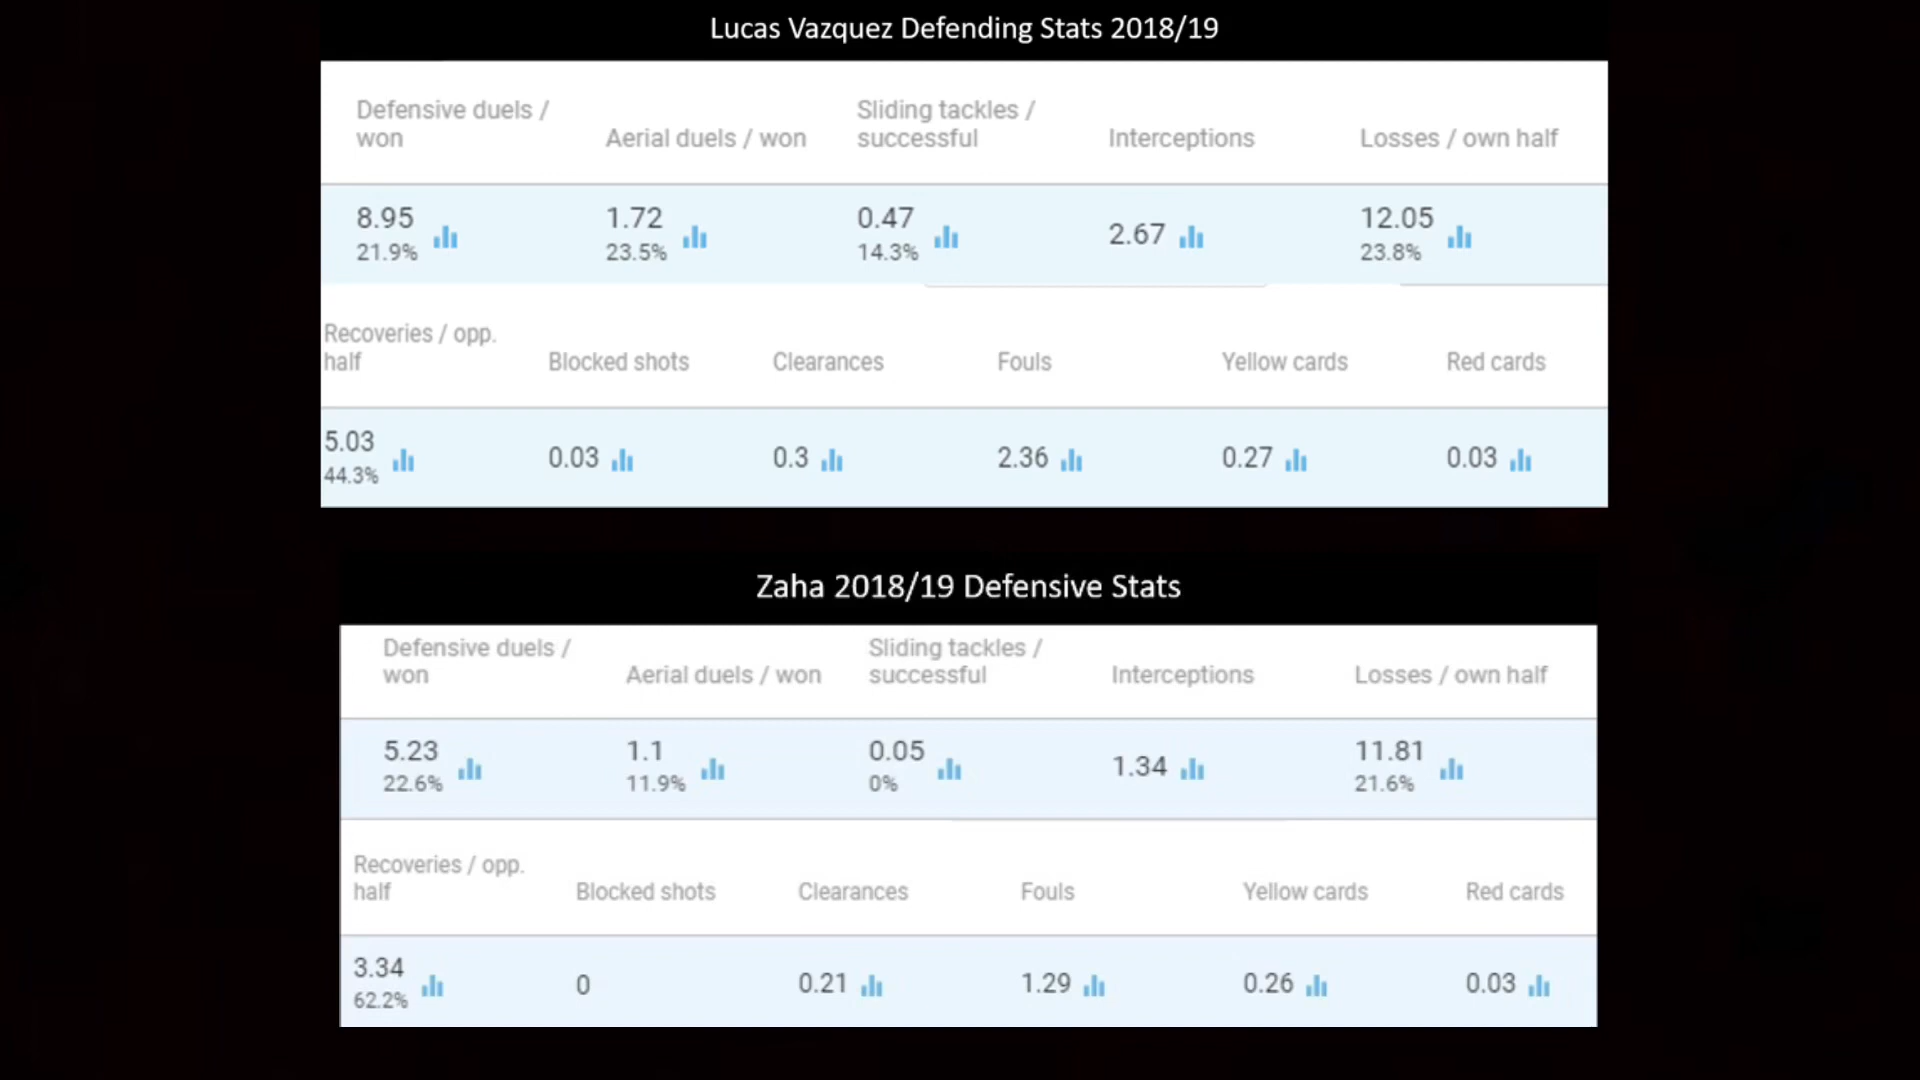 Lucas Vazquez Defending Stats 2018/19
Defensive duels /
won
Aerial duels / won
Sliding tackles /
successful
Interceptions
Losses / own half
8.95
21.9%
1.72
23.5%
0.47
14.3%
2.67
12.05
23.8%
Recoveries / opp.
half
Blocked shots
Clearances
Fouls
Yellow cards
Red cards
5.03
44.3%
0.03
0.3
2.36
0.27
0.03
Zaha 2018/19 Defensive Stats
Defensive duels /
won
Aerial duels / won
Sliding tackles /
successful
Interceptions
Losses / own half
5.23
22.6%
1.1
11.9%
0.05
0%
1.34
11.81
21.6%
Recoveries / opp.
half
Blocked shots
Clearances
Fouls
Yellow cards
Red cards
3.34
62.2%
0
0.21
1.29
0.26
0.03